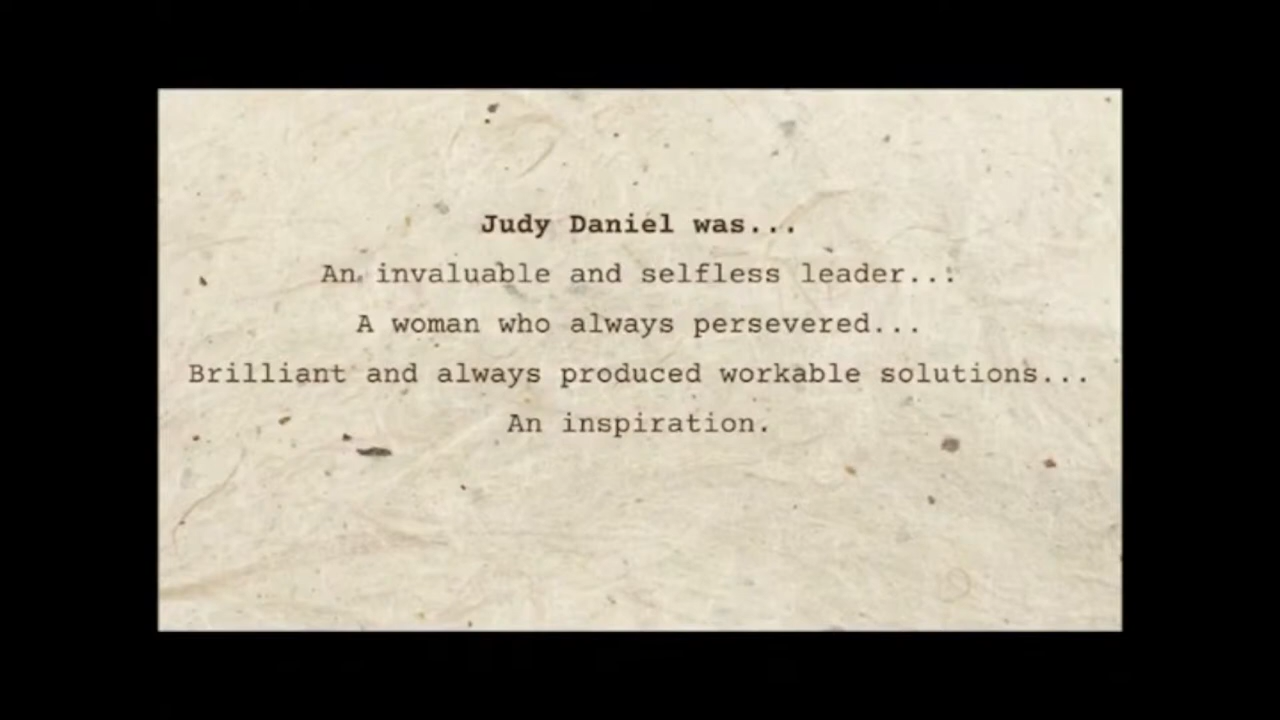 Judy Daniel was...
An invaluable and selfless leader...
A woman who always persevered...
Brilliant and always produced workable solutions...
An inspiration.